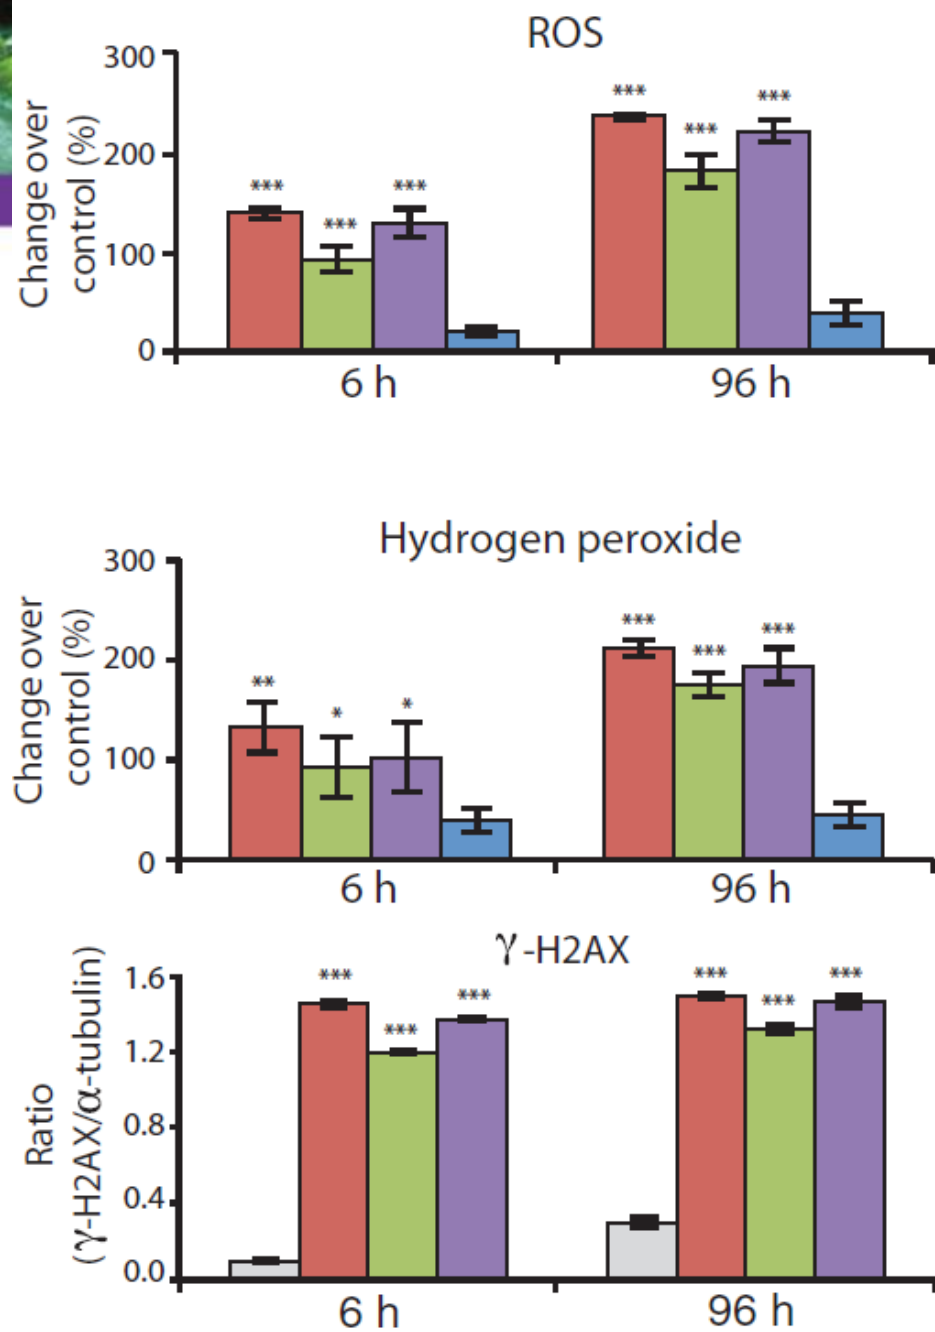 ROS
Change over
control (%)
300
200
100
0
*** *** ***
*** *** ***
6 h 96 h
Hydrogen peroxide
Change over
control (%)
300
200
100
0
** * *
*** *** ***
6 h 96 h
γ-H2AX
Ratio
(γ-H2AX/α-tubulin)
1.6
1.2
0.8
0.4
0.0
*** *** ***
*** *** ***
6 h 96 h